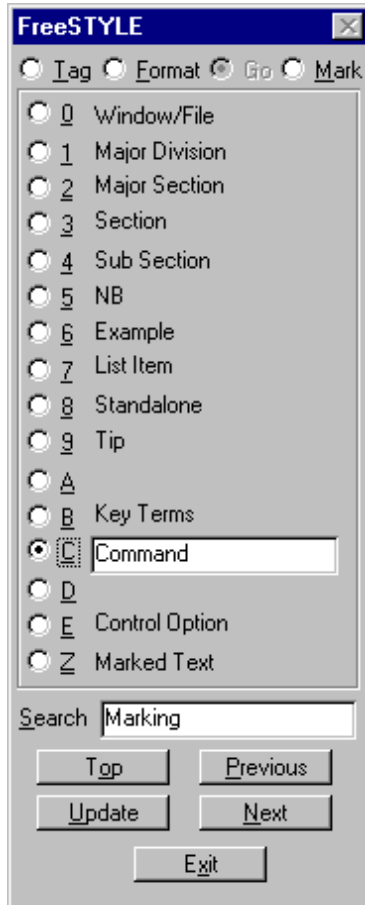 FreeSTYLE
Tag Format Go Mark
0 Window/File
1 Major Division
2 Major Section
3 Section
4 Sub Section
5 NB
6 Example
7 List Item
8 Standalone
9 Tip
A
B Key Terms
C Command
D
E Control Option
Z Marked Text
Search Marking
Top Previous
Update Next
Exit